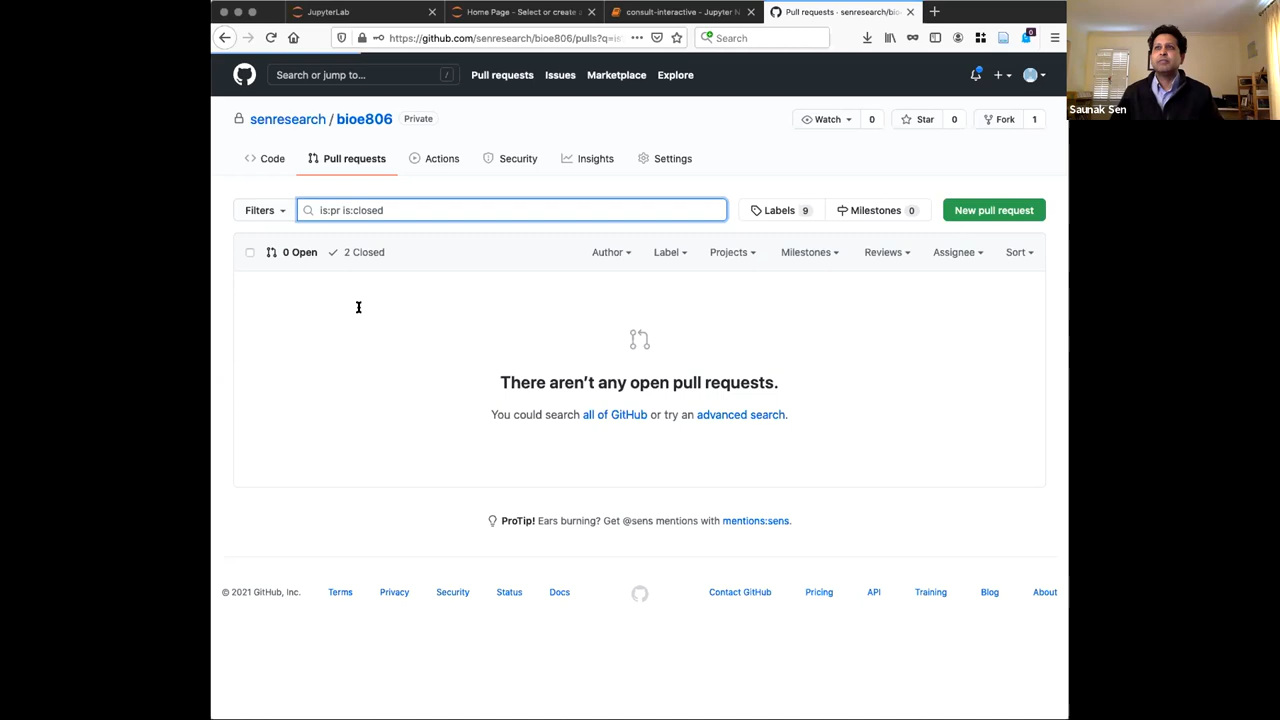 JupyterLab
Home Page - Select or create a
consult-interactive - Jupyter N
Pull requests - senresearch/bio
https://github.com/senresearch/bioe806/pulls?q=is
Search
Search or jump to... /
Pull requests Issues Marketplace Explore
senresearch / bioe806 Private
Watch 0 Star 0 Fork 1
Code Pull requests Actions Security Insights Settings
Filters is:pr is:closed Labels 9 Milestones 0 New pull request
0 Open 2 Closed Author Label Projects Milestones Reviews Assignee Sort
There aren’t any open pull requests.
You could search all of GitHub or try an advanced search.
ProTip! Ears burning? Get @sens mentions with mentions:sens.
© 2021 GitHub, Inc. Terms Privacy Security Status Docs Contact GitHub Pricing API Training Blog About
Saunak Sen